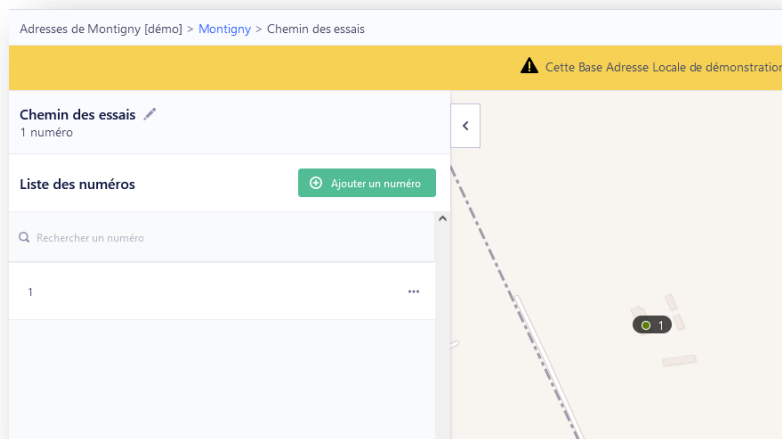 Adresses de Montigny [démo] > Montigny > Chemin des essais
Cette Base Adresse Locale de démonstration
Chemin des essais
1 numéro
Liste des numéros
Ajouter un numéro
Rechercher un numéro
1
1